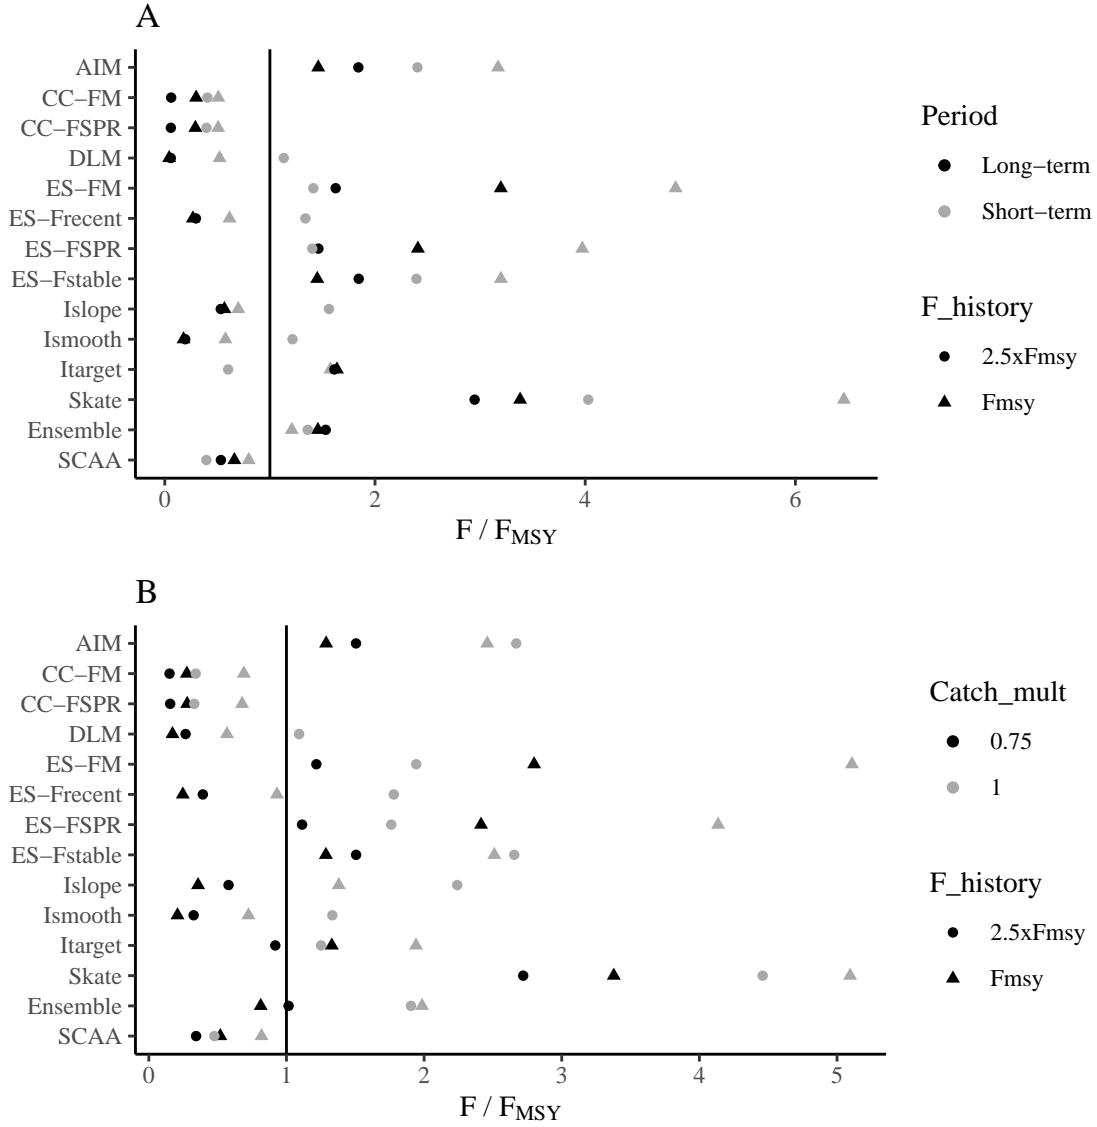 A
AIM
CC−FM
CC−FSPR
DLM
ES−FM
ES−Frecent
ES−FSPR
ES−Fstable
Islope
Ismooth
Itarget
Skate
Ensemble
SCAA
0 2 4 6
F / FMSY
Period
Long−term
Short−term
F_history
2.5xFmsy
Fmsy
B
AIM
CC−FM
CC−FSPR
DLM
ES−FM
ES−Frecent
ES−FSPR
ES−Fstable
Islope
Ismooth
Itarget
Skate
Ensemble
SCAA
0 1 2 3 4 5
F / FMSY
Catch_mult
0.75
1
F_history
2.5xFmsy
Fmsy